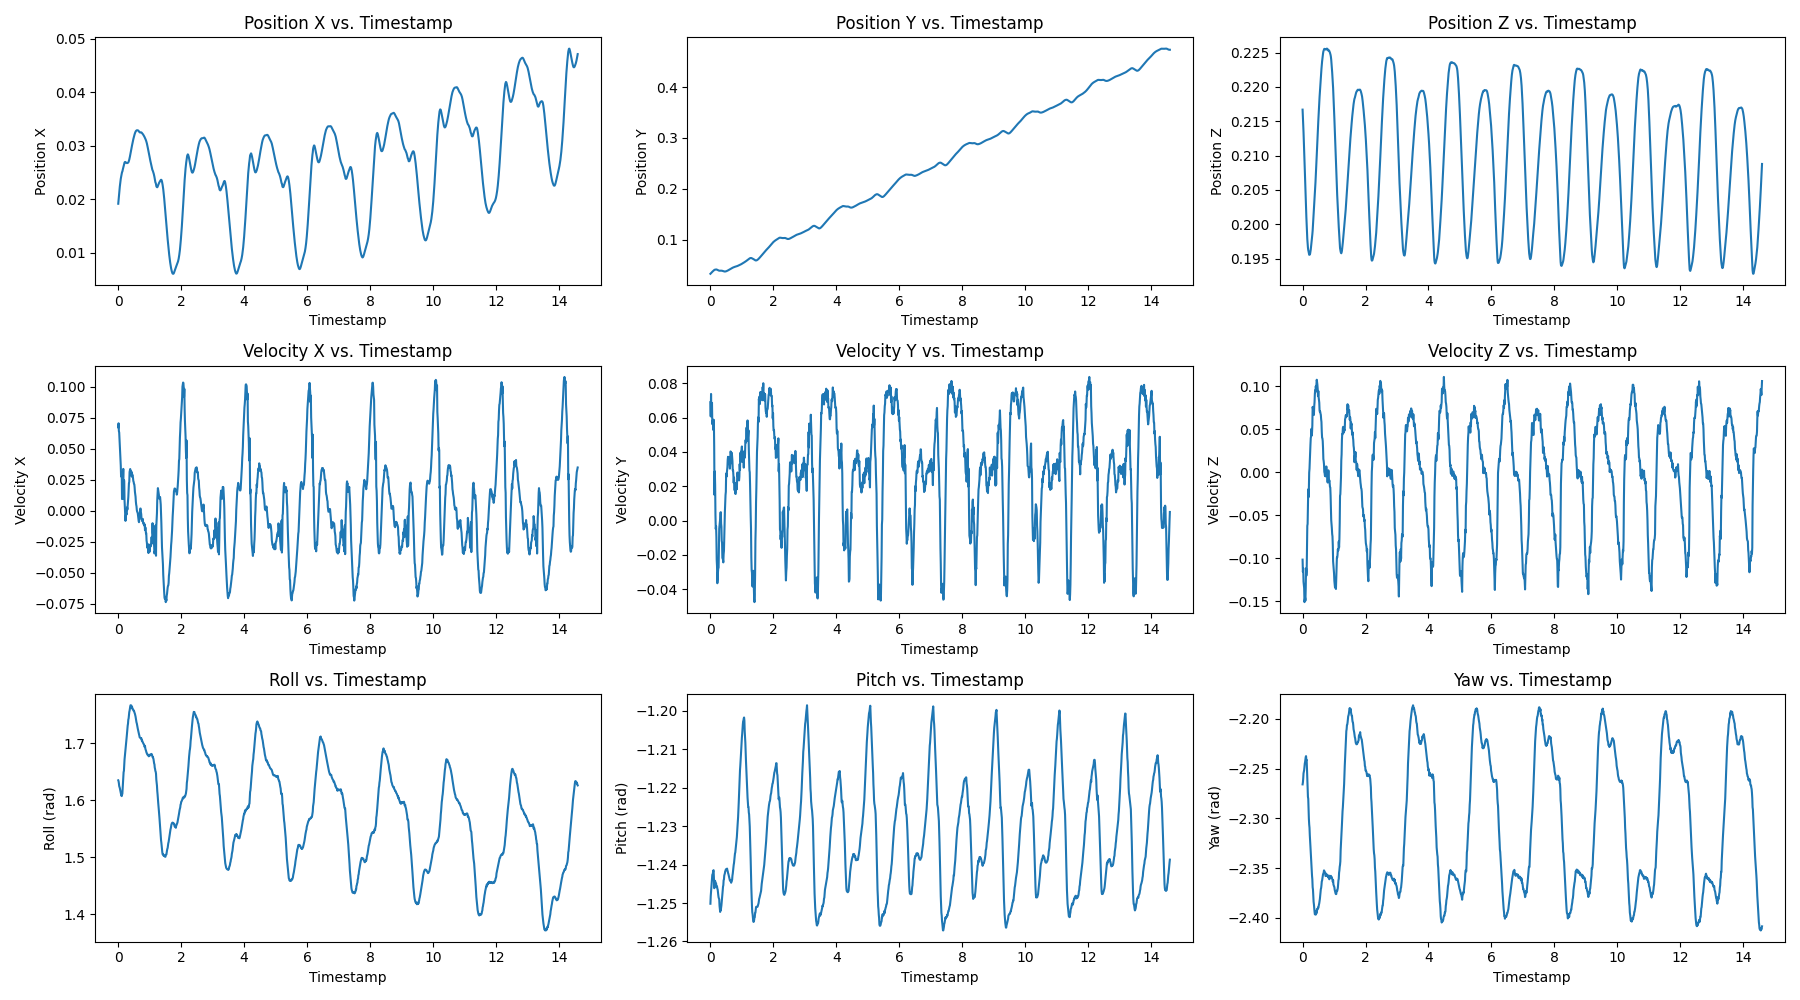 Position X vs. Timestamp
Position X
0.05
0.04
0.03
0.02
0.01
0 2 4 6 8 10 12 14
Timestamp
Position Y vs. Timestamp
Position Y
0.4
0.3
0.2
0.1
0 2 4 6 8 10 12 14
Timestamp
Position Z vs. Timestamp
Position Z
0.225
0.220
0.215
0.210
0.205
0.200
0.195
0 2 4 6 8 10 12 14
Timestamp
Velocity X vs. Timestamp
Velocity X
0.100
0.075
0.050
0.025
0.000
−0.025
−0.050
−0.075
0 2 4 6 8 10 12 14
Timestamp
Velocity Y vs. Timestamp
Velocity Y
0.08
0.06
0.04
0.02
0.00
−0.02
−0.04
0 2 4 6 8 10 12 14
Timestamp
Velocity Z vs. Timestamp
Velocity Z
0.10
0.05
0.00
−0.05
−0.10
−0.15
0 2 4 6 8 10 12 14
Timestamp
Roll vs. Timestamp
Roll (rad)
1.7
1.6
1.5
1.4
0 2 4 6 8 10 12 14
Timestamp
Pitch vs. Timestamp
Pitch (rad)
−1.20
−1.21
−1.22
−1.23
−1.24
−1.25
−1.26
0 2 4 6 8 10 12 14
Timestamp
Yaw vs. Timestamp
Yaw (rad)
−2.20
−2.25
−2.30
−2.35
−2.40
0 2 4 6 8 10 12 14
Timestamp